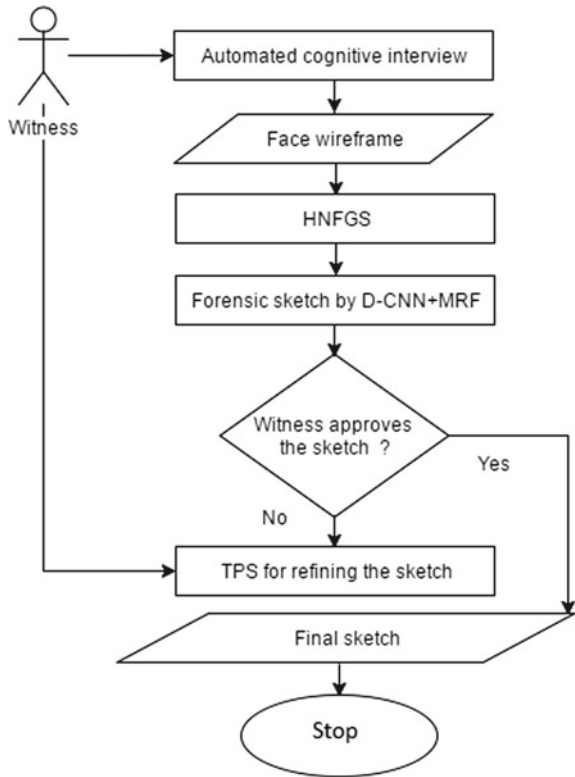 Automated cognitive interview
Witness
Face wireframe
HNFGS
Forensic sketch by D-CNN+MRF
Witness approves
the sketch ?
Yes
No
TPS for refining the sketch
Final sketch
Stop